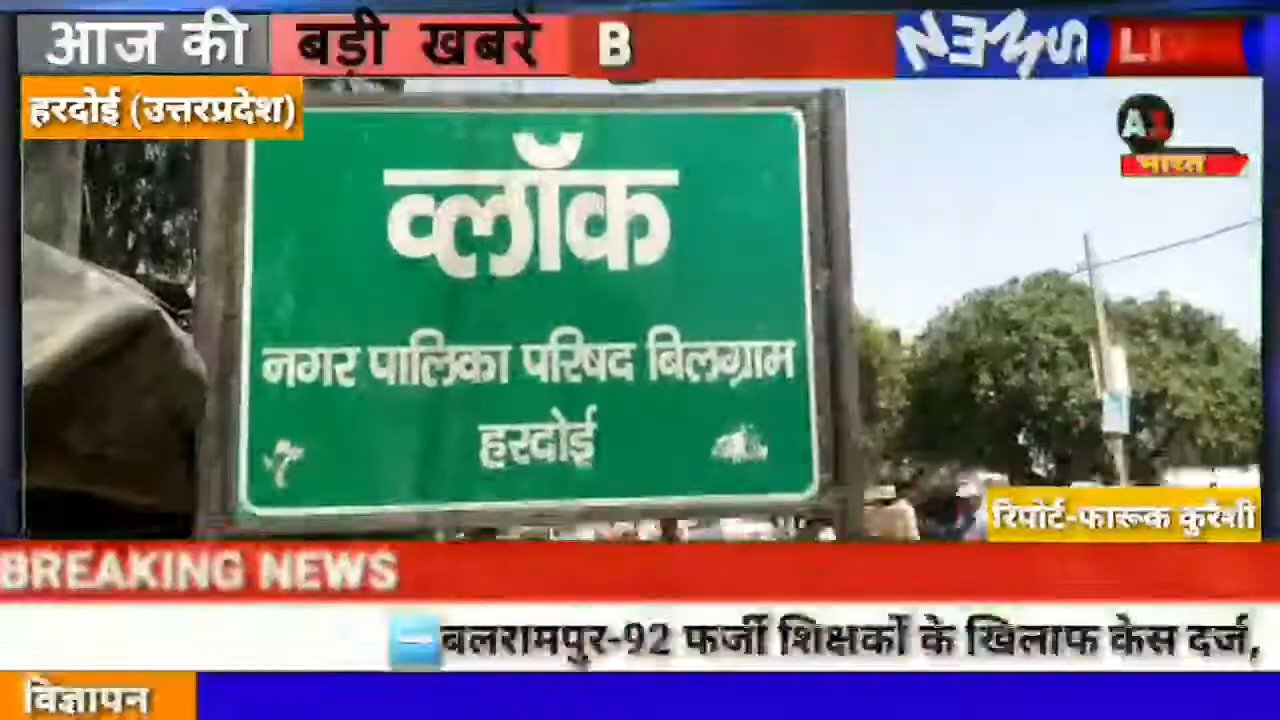 आज की बड़ी खबरें B NEWS LIVE
हरदोई (उत्तरप्रदेश)
A1
भारत
व्लॉक
नगर पालिका परिषद बिलग्राम
हरदोई
रिपोर्ट-फारूक कुरैशी
BREAKING NEWS
बलरामपुर-92 फर्जी शिक्षकों के खिलाफ केस दर्ज,
विज्ञापन